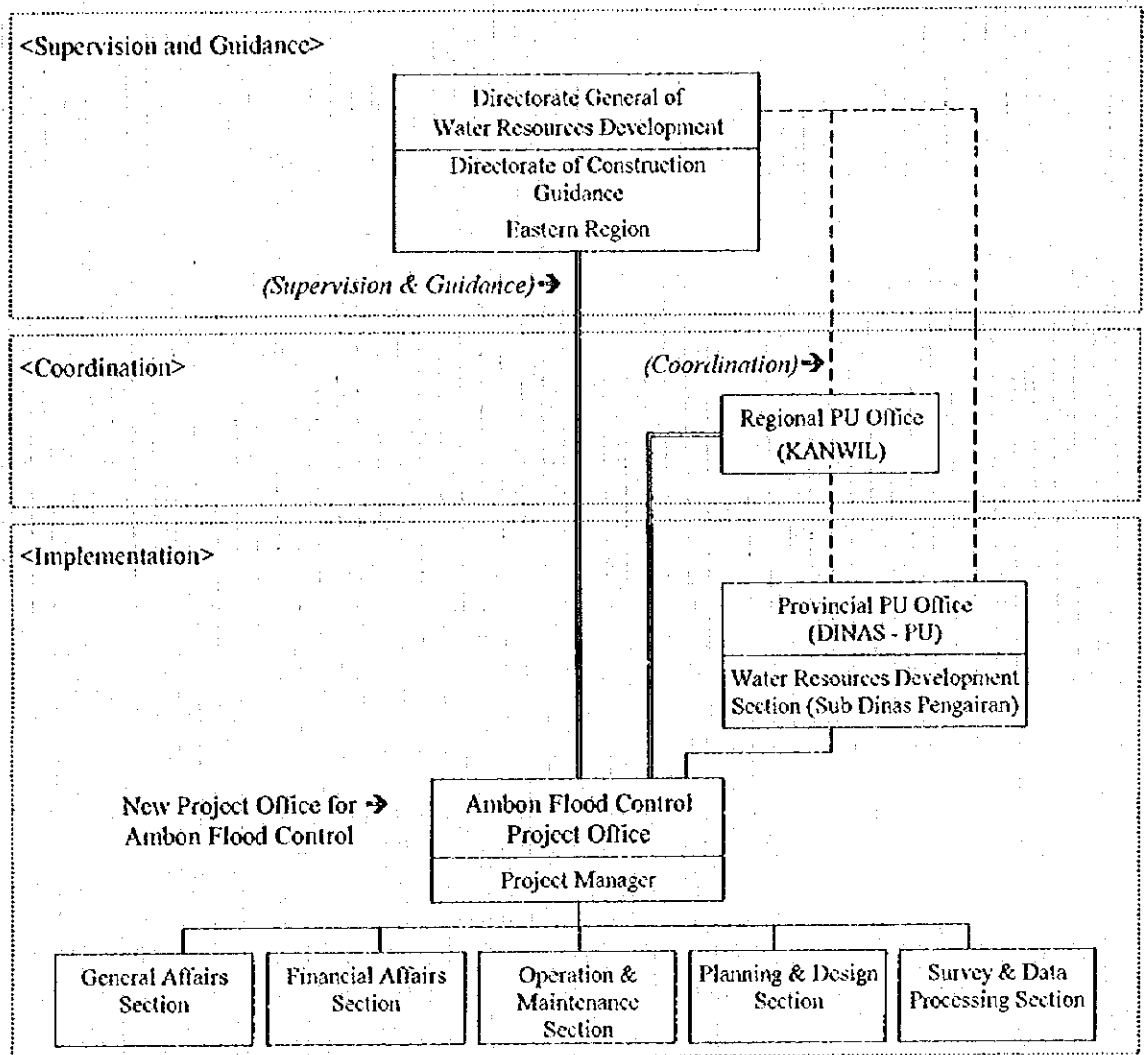 <Supervision and Guidance>
Directorate General of
Water Resources Development
Directorate of Construction
Guidance
Eastern Region
(Supervision & Guidance)➔
<Coordination>
(Coordination)➔
Regional PU Office
(KANWIL)
<Implementation>
Provincial PU Office
(DINAS - PU)
Water Resources Development
Section (Sub Dinas Pengairan)
New Project Office for ➔
Ambon Flood Control
Ambon Flood Control
Project Office
Project Manager
General Affairs
Section
Financial Affairs
Section
Operation &
Maintenance
Section
Planning & Design
Section
Survey & Data
Processing Section